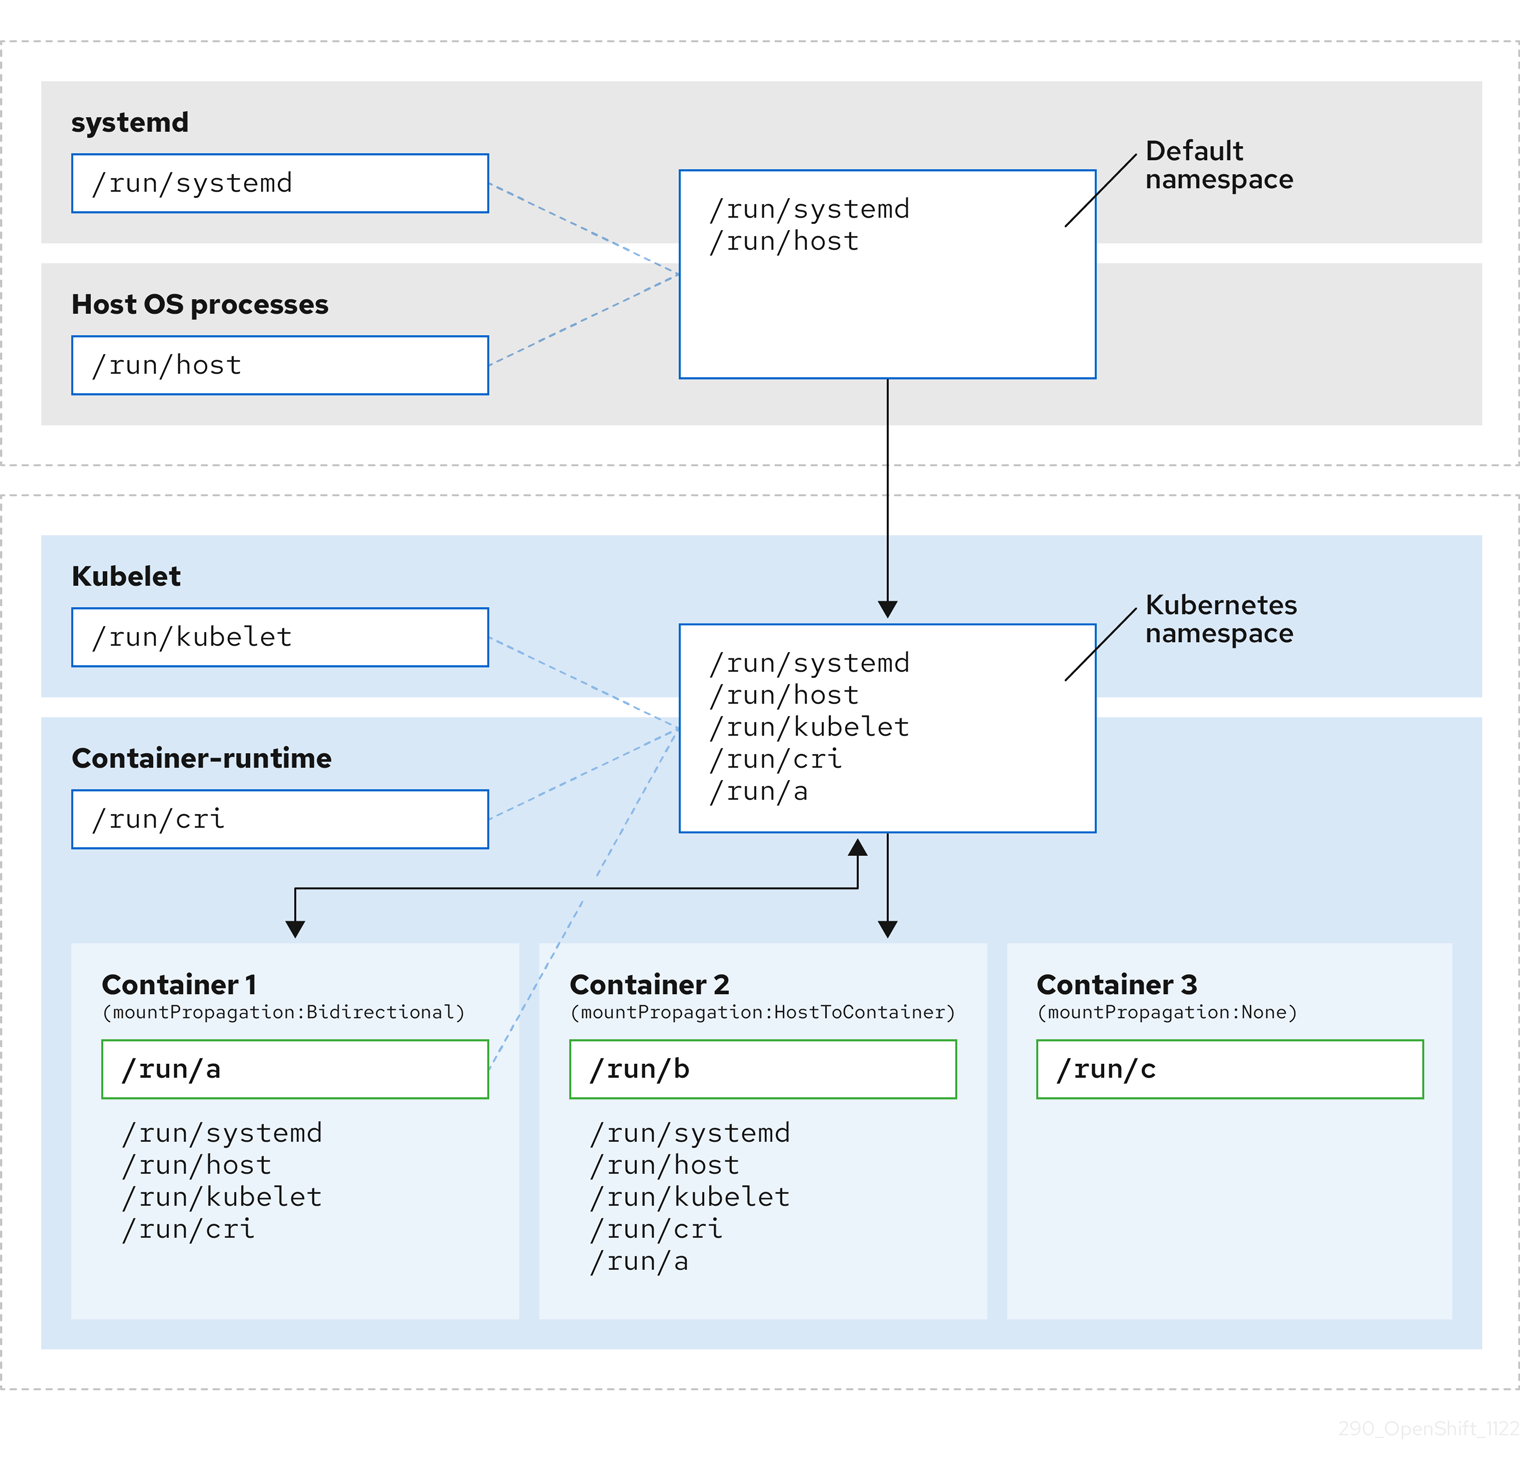 systemd
/run/systemd
Default
namespace
/run/systemd
/run/host
Host OS processes
/run/host
Kubelet
/run/kubelet
Kubernetes
namespace
/run/systemd
/run/host
/run/kubelet
/run/cri
/run/a
Container-runtime
/run/cri
Container 1
(mountPropagation:Bidirectional)
/run/a
/run/systemd
/run/host
/run/kubelet
/run/cri
Container 2
(mountPropagation:HostToContainer)
/run/b
/run/systemd
/run/host
/run/kubelet
/run/cri
/run/a
Container 3
(mountPropagation:None)
/run/c
290_OpenShift_1122